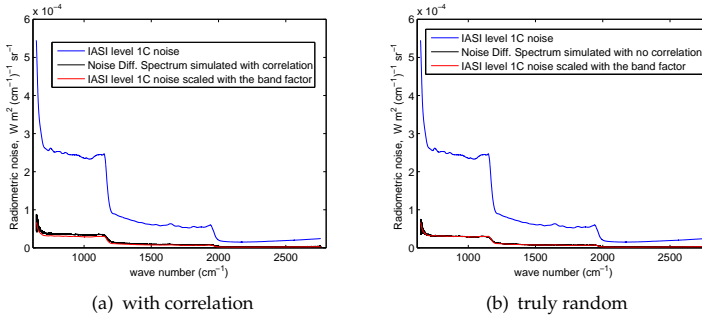 6 x 10⁻⁴
IASI level 1C noise
Noise Diff. Spectrum simulated with correlation
IASI level 1C noise scaled with the band factor
Radiometric noise, W m² (cm⁻¹)⁻¹ sr⁻¹
5
4
3
2
1
0
1000 1500 2000 2500
wave number (cm⁻¹)
(a) with correlation
6 x 10⁻⁴
IASI level 1C noise
Noise Diff. Spectrum simulated with no correlation
IASI level 1C noise scaled with the band factor
Radiometric noise, W m² (cm⁻¹)⁻¹ sr⁻¹
5
4
3
2
1
0
1000 1500 2000 2500
wave number (cm⁻¹)
(b) truly random